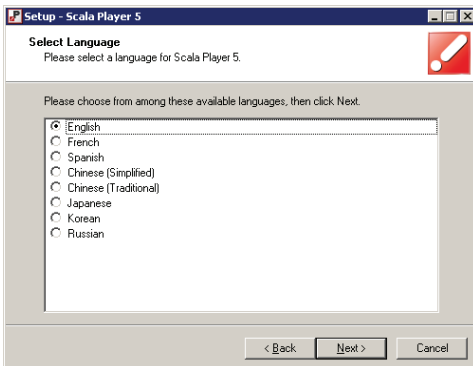 Setup - Scala Player 5
Select Language
Please select a language for Scala Player 5.
Please choose from among these available languages, then click Next.
English
French
Spanish
Chinese (Simplified)
Chinese (Traditional)
Japanese
Korean
Russian
< Back Next > Cancel